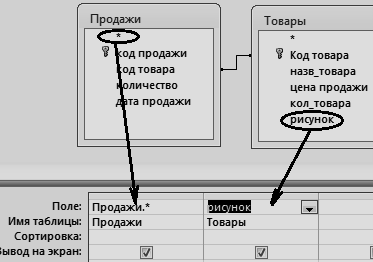 Продажи
*
код продажи
код товара
количество
дата продажи
Товары
*
Код товара
назв_товара
цена продажи
кол_товара
рисунок
Поле: Продажи.* рисунок
Имя таблицы: Продажи Товары
Сортировка:
Вывод на экран: